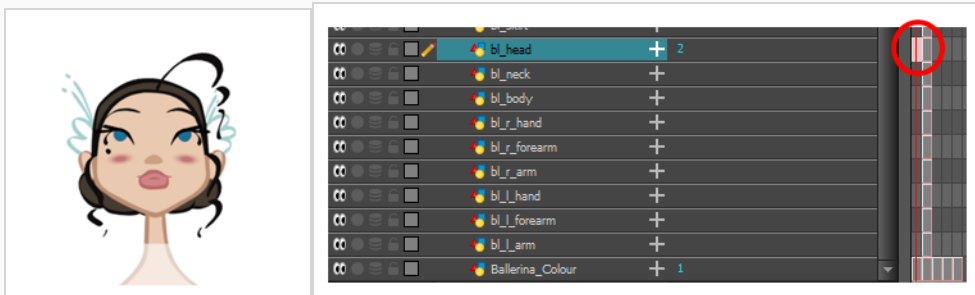 bl_head 2
bl_neck
bl_body
bl_r_hand
bl_r_forearm
bl_r_arm
bl_l_hand
bl_l_forearm
bl_l_arm
Ballerina_Colour 1